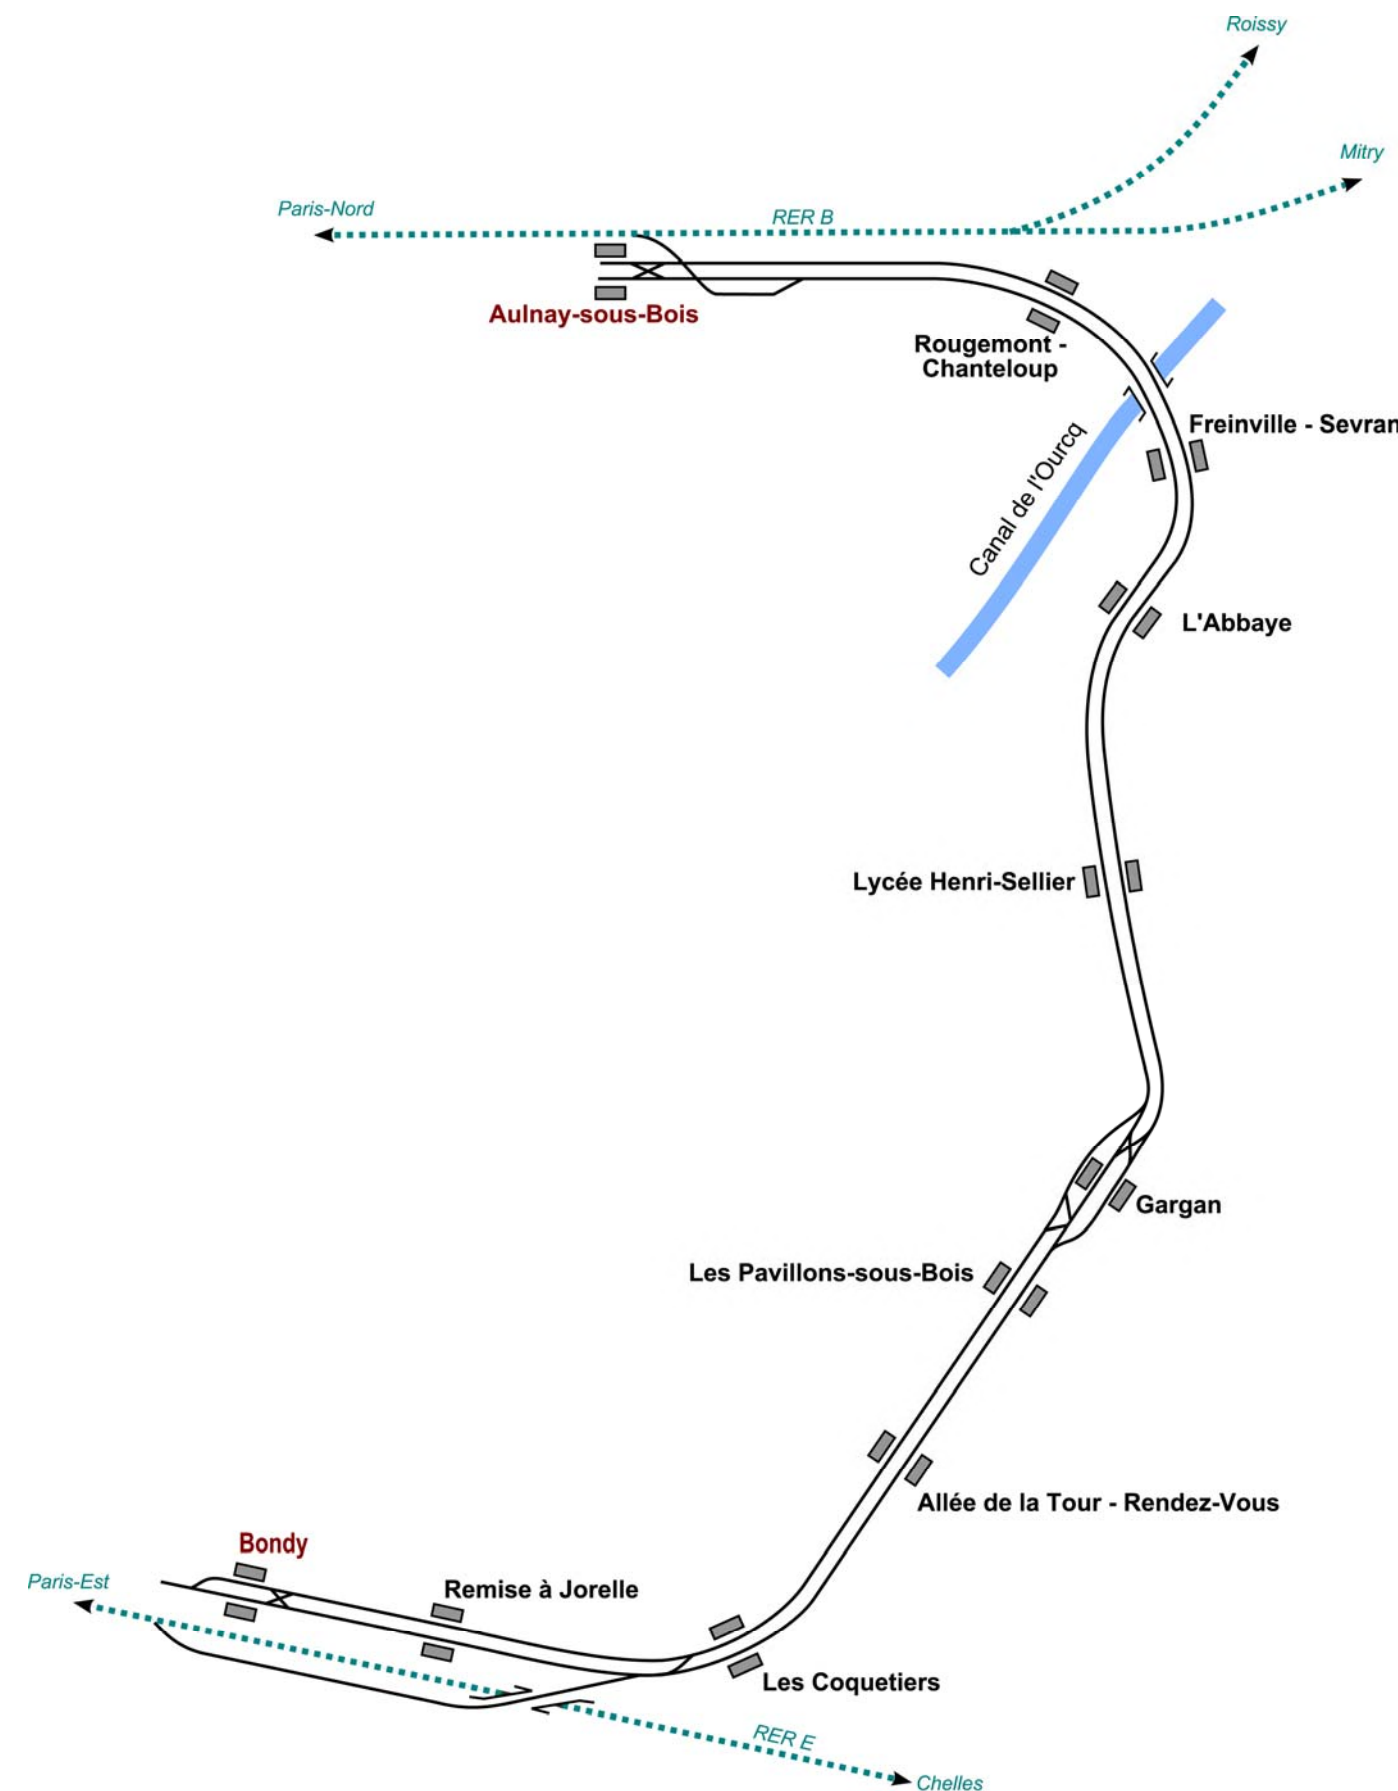 Roissy
Mitry
Paris-Nord
RER B
Aulnay-sous-Bois
Rougemont -
Chanteloup
Freinville - Sevran
Canal de l'Ourcq
L'Abbaye
Lycée Henri-Sellier
Gargan
Les Pavillons-sous-Bois
Allée de la Tour - Rendez-Vous
Bondy
Paris-Est
Remise à Jorelle
Les Coquetiers
RER E
Chelles